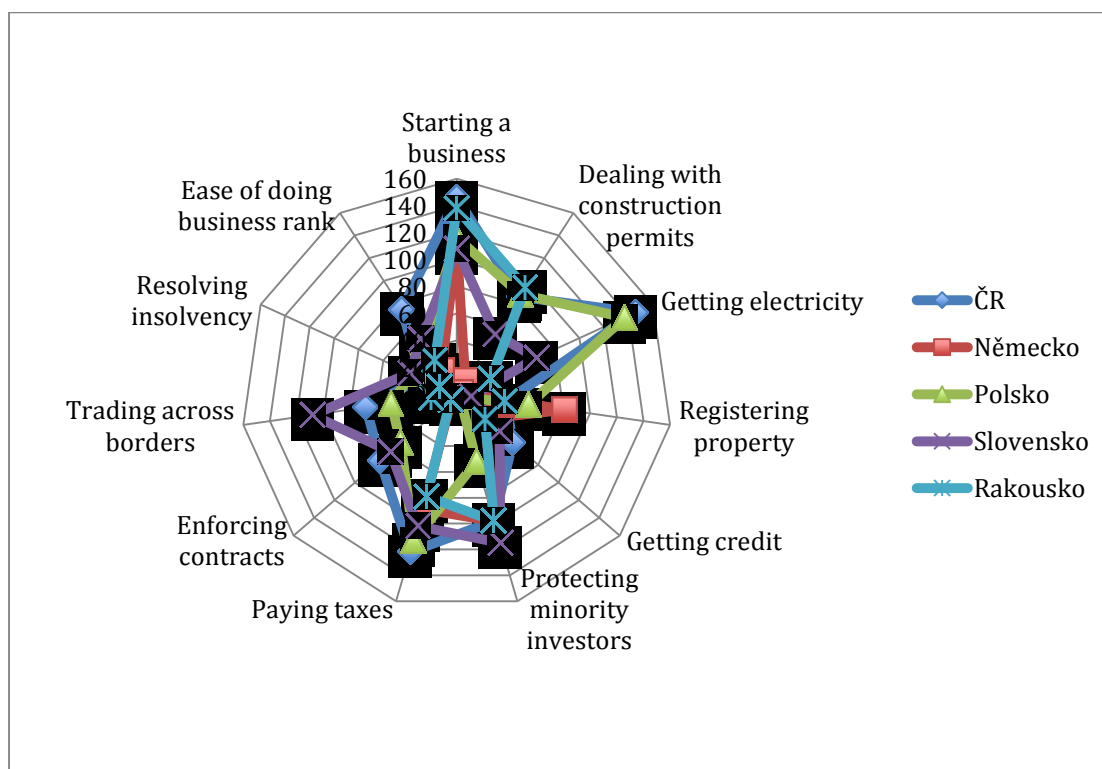 Starting a
business
Dealing with
construction
permits
Getting electricity
Registering
property
Getting credit
Protecting
minority
investors
Paying taxes
Enforcing
contracts
Trading across
borders
Resolving
insolvency
Ease of doing
business rank
160
140
120
100
80
6
ČR
Německo
Polsko
Slovensko
Rakousko